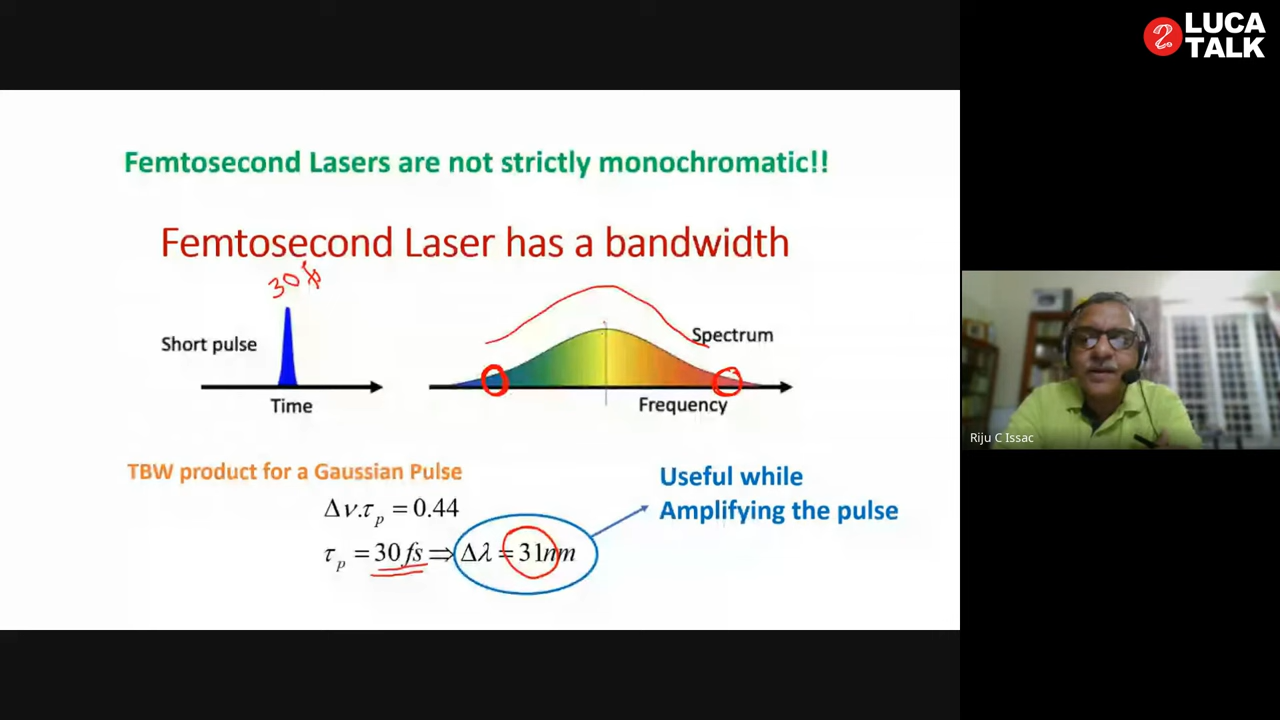 LUCA
TALK
Femtosecond Lasers are not strictly monochromatic!!
Femtosecond Laser has a bandwidth
30 fs
Short pulse
Spectrum
Time
Frequency
TBW product for a Gaussian Pulse
Δν.τp = 0.44
τp = 30 fs ⇒ Δλ = 31nm
Useful while
Amplifying the pulse
Riju C Issac